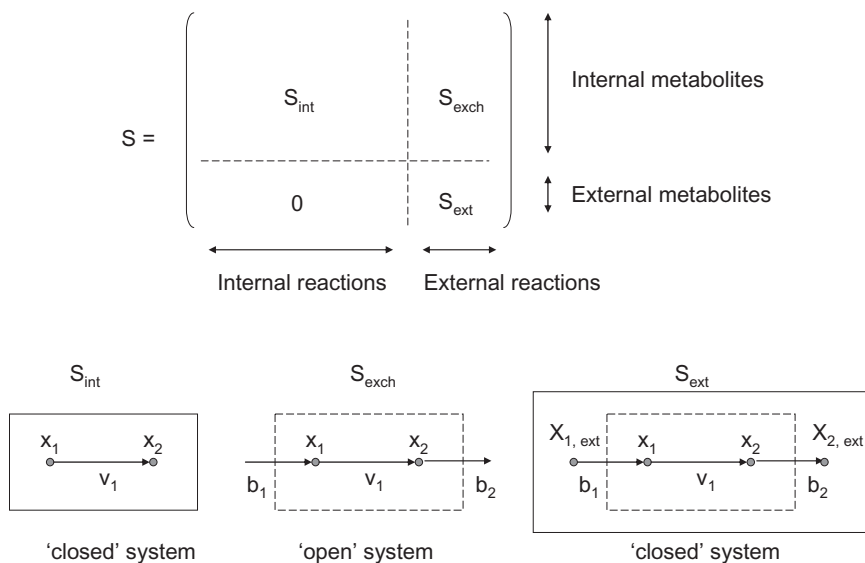 S =
S_int
S_exch
0
S_ext
Internal metabolites
External metabolites
Internal reactions
External reactions
S_int
x_1
x_2
v_1
'closed' system
S_exch
x_1
x_2
b_1
v_1
b_2
'open' system
S_ext
X_1, ext
x_1
x_2
X_2, ext
b_1
v_1
b_2
'closed' system